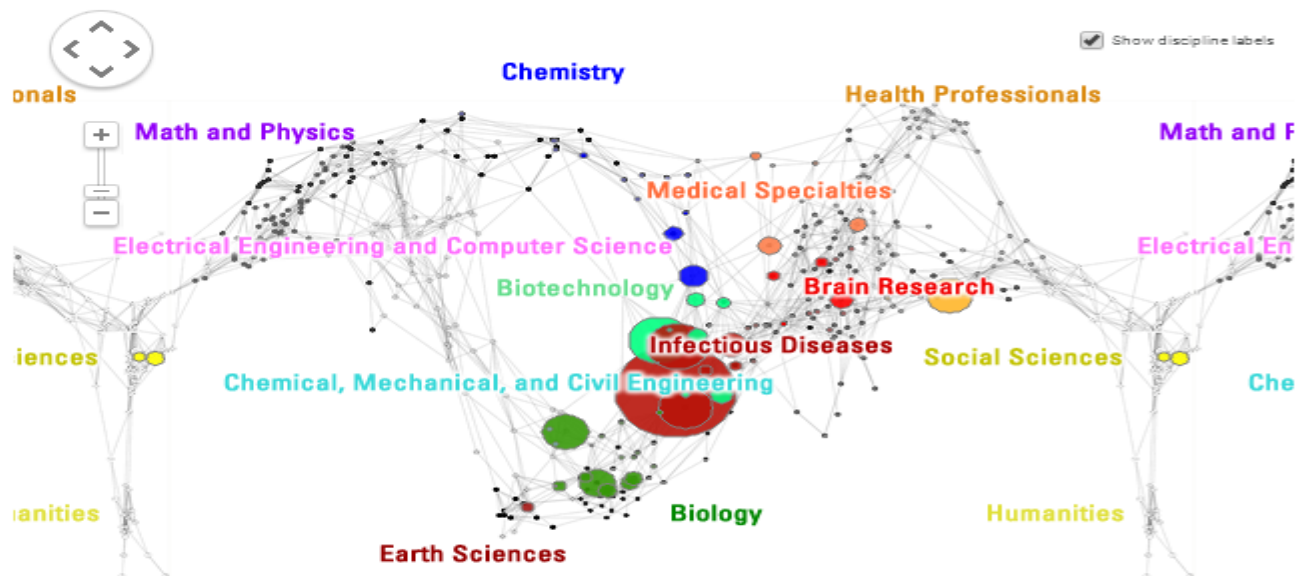 Show discipline labels
Chemistry
onals
Health Professionals
Math and Physics
Math and F
Medical Specialties
Electrical Engineering and Computer Science
Electrical En
Biotechnology
Brain Research
Infectious Diseases
iences
Social Sciences
Chemical, Mechanical, and Civil Engineering
Che
anities
Biology
Humanities
Earth Sciences